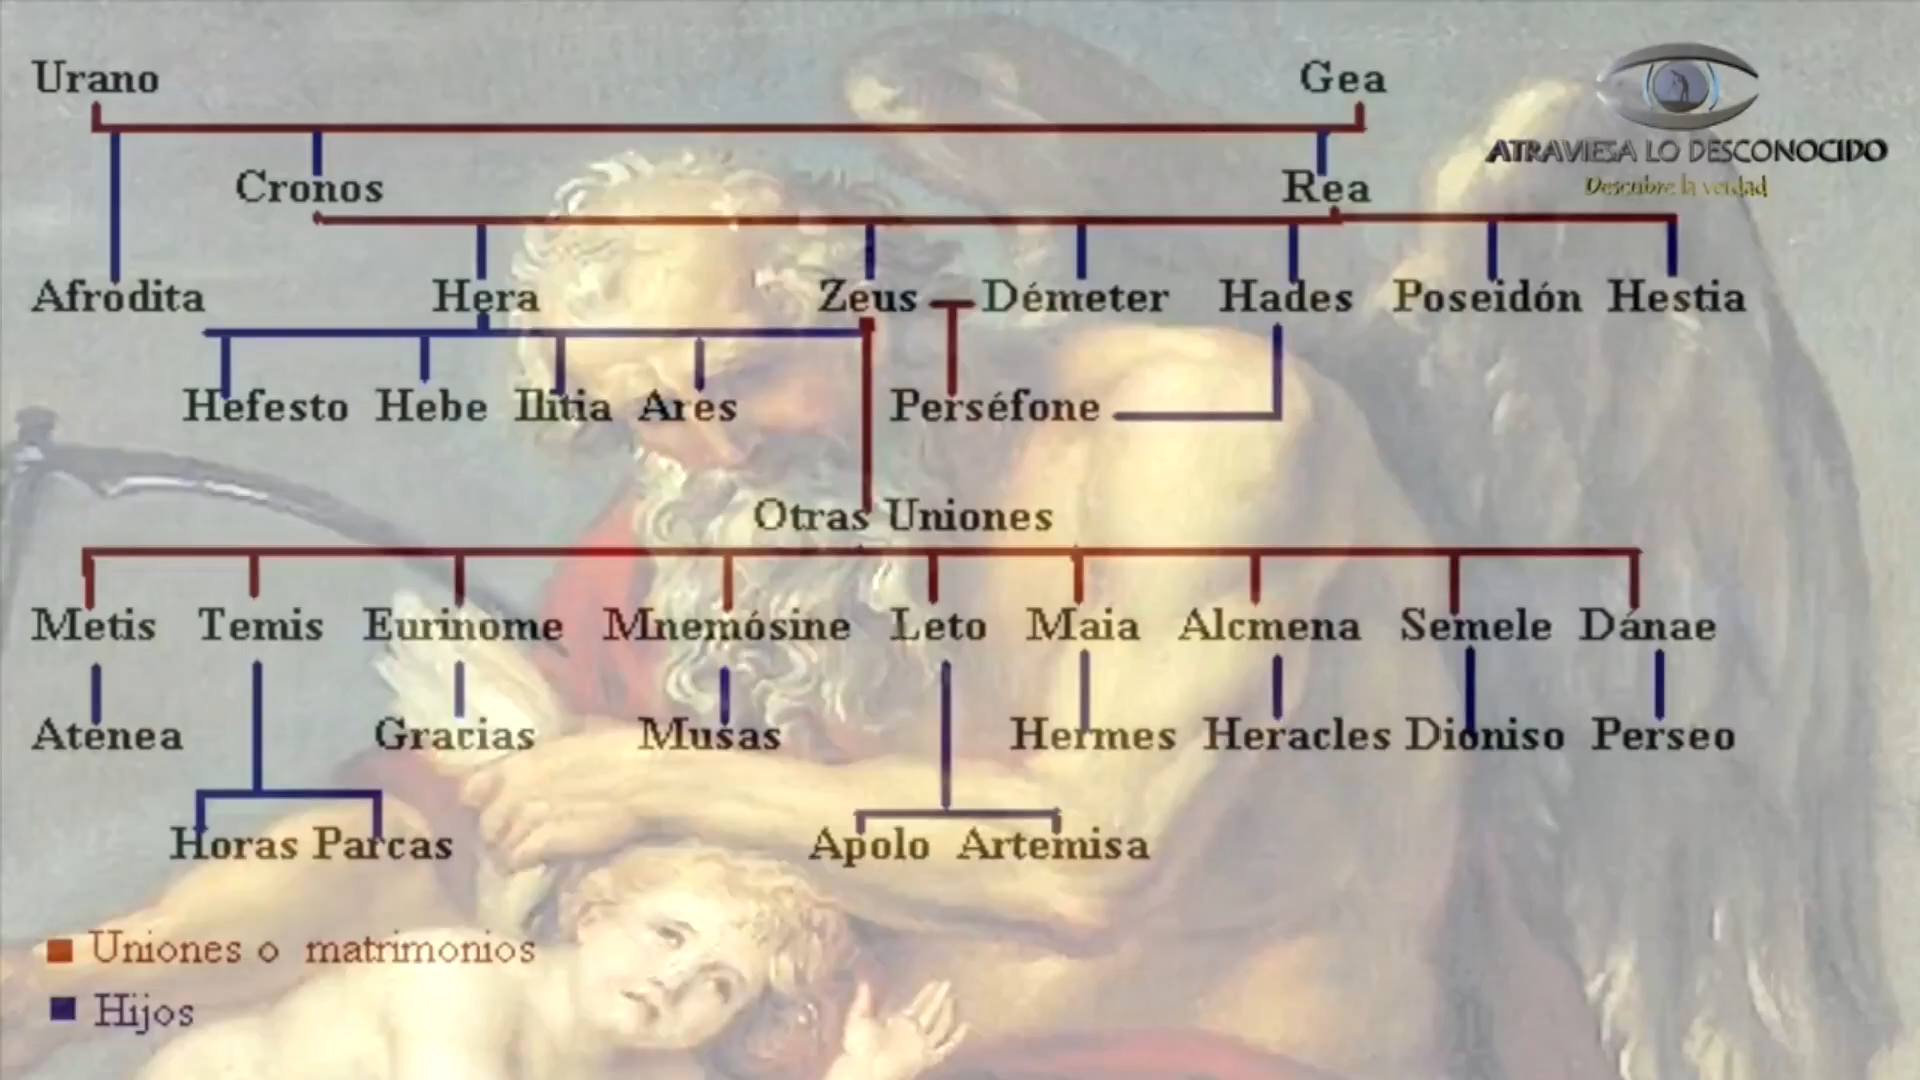 Urano Gea
ATRAVIESA LO DESCONOCIDO
Descubre la verdad
Cronos Rea
Afrodita Hera Zeus Démeter Hades Poseidón Hestia
Hefesto Hebe Ilitia Ares Perséfone
Otras Uniones
Metis Temis Eurinome Mnemósine Leto Maia Alcmena Semele Dánae
Atenea Gracias Musas Hermes Heracles Dioniso Perseo
Horas Parcas Apolo Artemisa
Uniones o matrimonios
Hijos